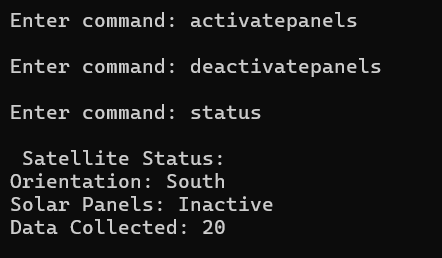 Enter command: activatepanels
Enter command: deactivatepanels
Enter command: status
Satellite Status:
Orientation: South
Solar Panels: Inactive
Data Collected: 20